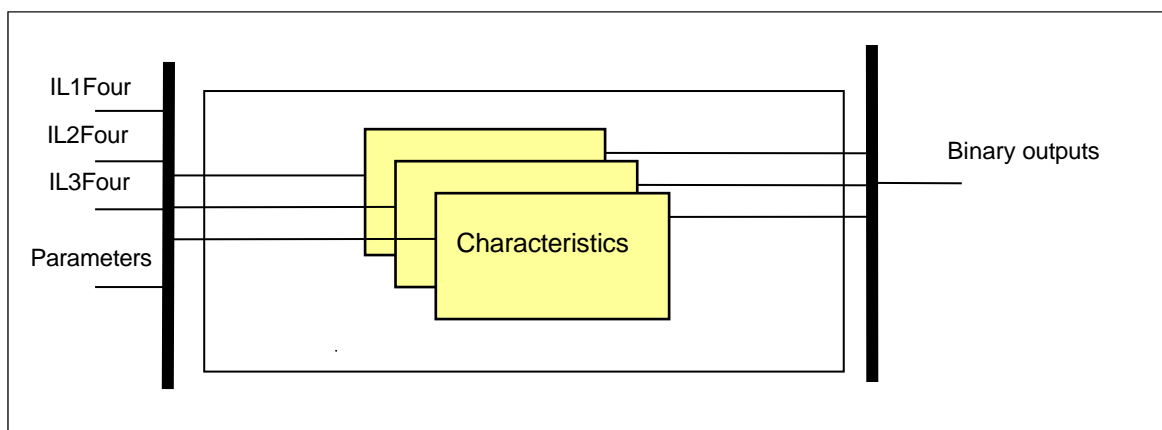 IL1Four
IL2Four
IL3Four
Parameters
Characteristics
Binary outputs